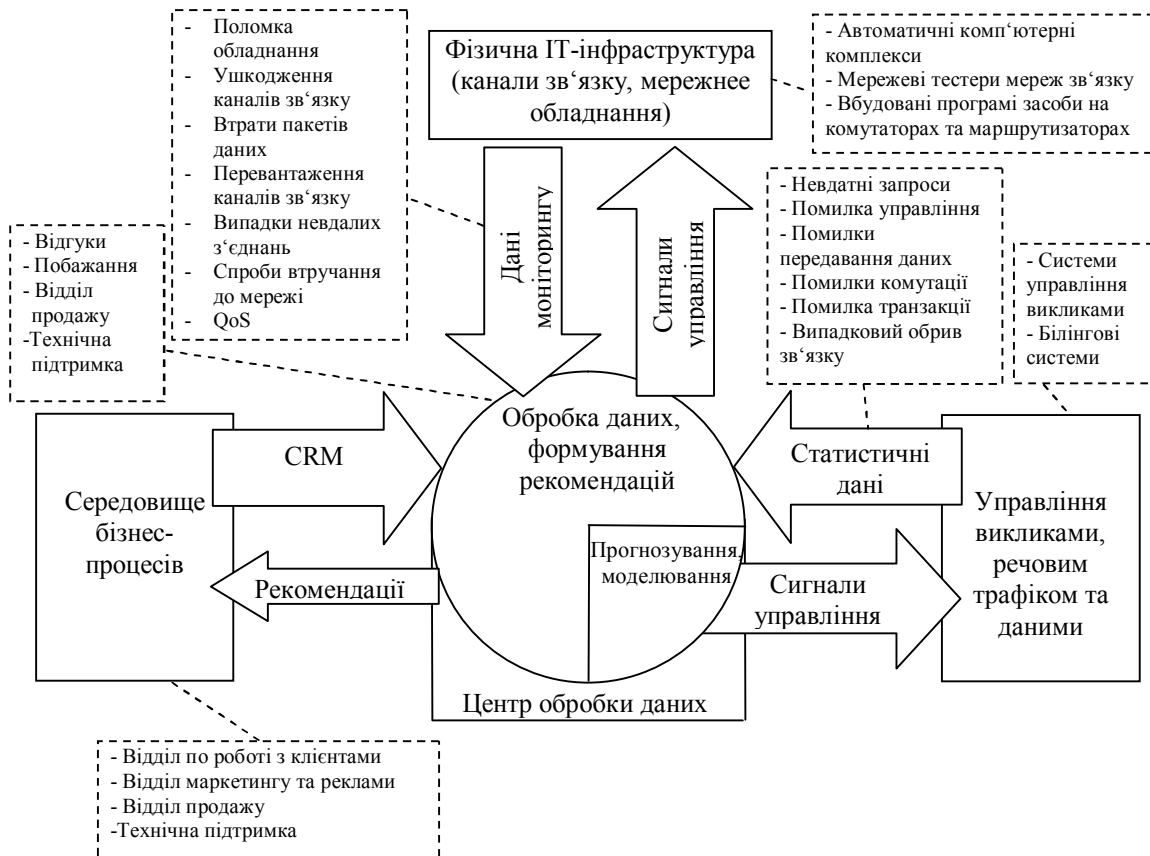 - Поломка
обладнання
- Ушкодження
каналів зв‘язку
- Втрати пакетів
даних
- Перевантаження
каналів зв‘язку
- Випадки невдалих
з‘єднань
- Спроби втручання
до мережі
- QoS
Фізична ІТ-інфраструктура
(канали зв‘язку, мережнее
обладнання)
- Автоматичні комп‘ютерні
комплекси
- Мережеві тестери мереж зв‘язку
- Вбудовані програмі засоби на
комутаторах та маршрутизаторах
- Відгуки
- Побажання
- Відділ
продажу
-Технічна
підтримка
Дані
моніторингу
Сигнали
управління
- Невдатні запроси
- Помилка управління
- Помилки
передавання даних
- Помилки комутації
- Помилка транзакції
- Випадковий обрив
зв‘язку
- Системи
управління
викликами
- Білінгові
системи
Середовище
бізнес-
процесів
CRM
Рекомендації
Обробка даних,
формування
рекомендацій
Прогнозування,
моделювання
Центр обробки даних
Статистичні
дані
Сигнали
управління
Управління
викликами,
речовим
трафіком та
даними
- Відділ по роботі з клієнтами
- Відділ маркетингу та реклами
- Відділ продажу
-Технічна підтримка